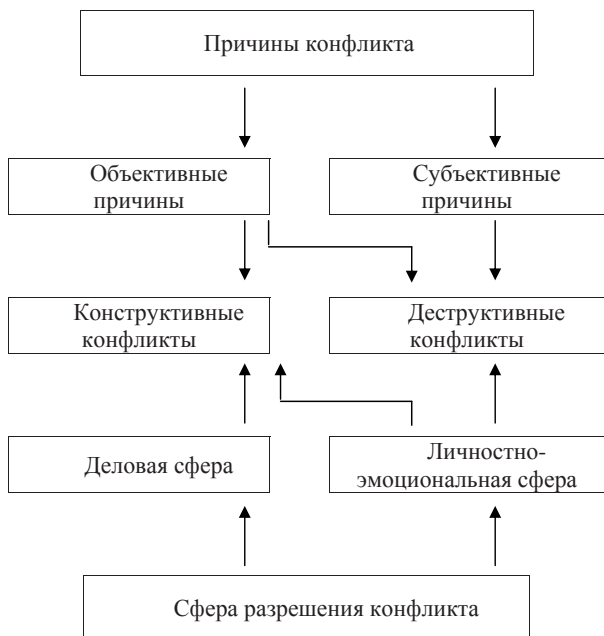 Причины конфликта
Объективные
причины
Субъективные
причины
Конструктивные
конфликты
Деструктивные
конфликты
Деловая сфера
Личностно-
эмоциональная сфера
Сфера разрешения конфликта